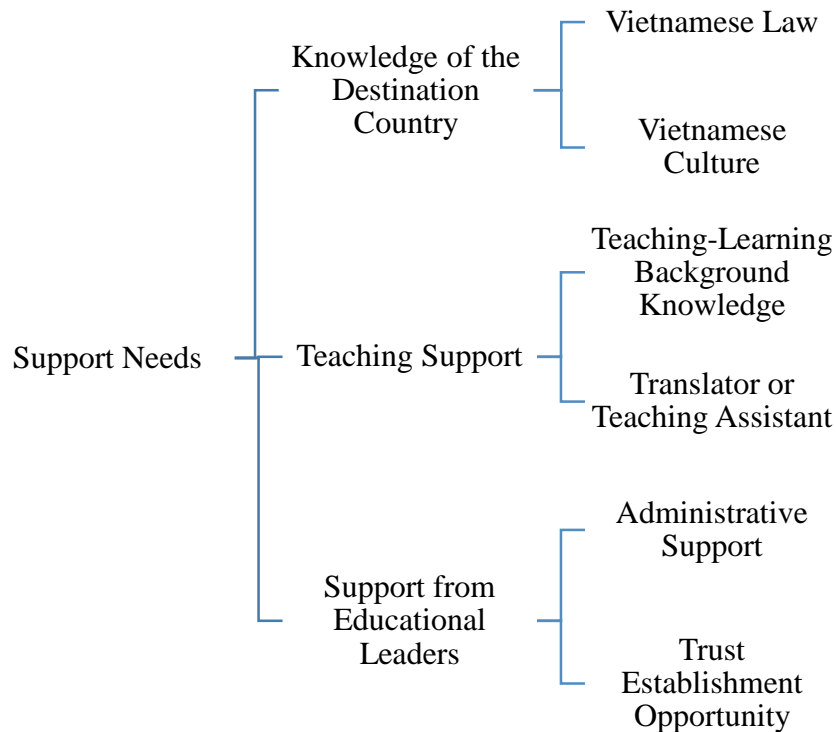 Support Needs
Knowledge of the
Destination
Country
Vietnamese Law
Vietnamese
Culture
Teaching Support
Teaching-Learning
Background
Knowledge
Translator or
Teaching Assistant
Support from
Educational
Leaders
Administrative
Support
Trust
Establishment
Opportunity